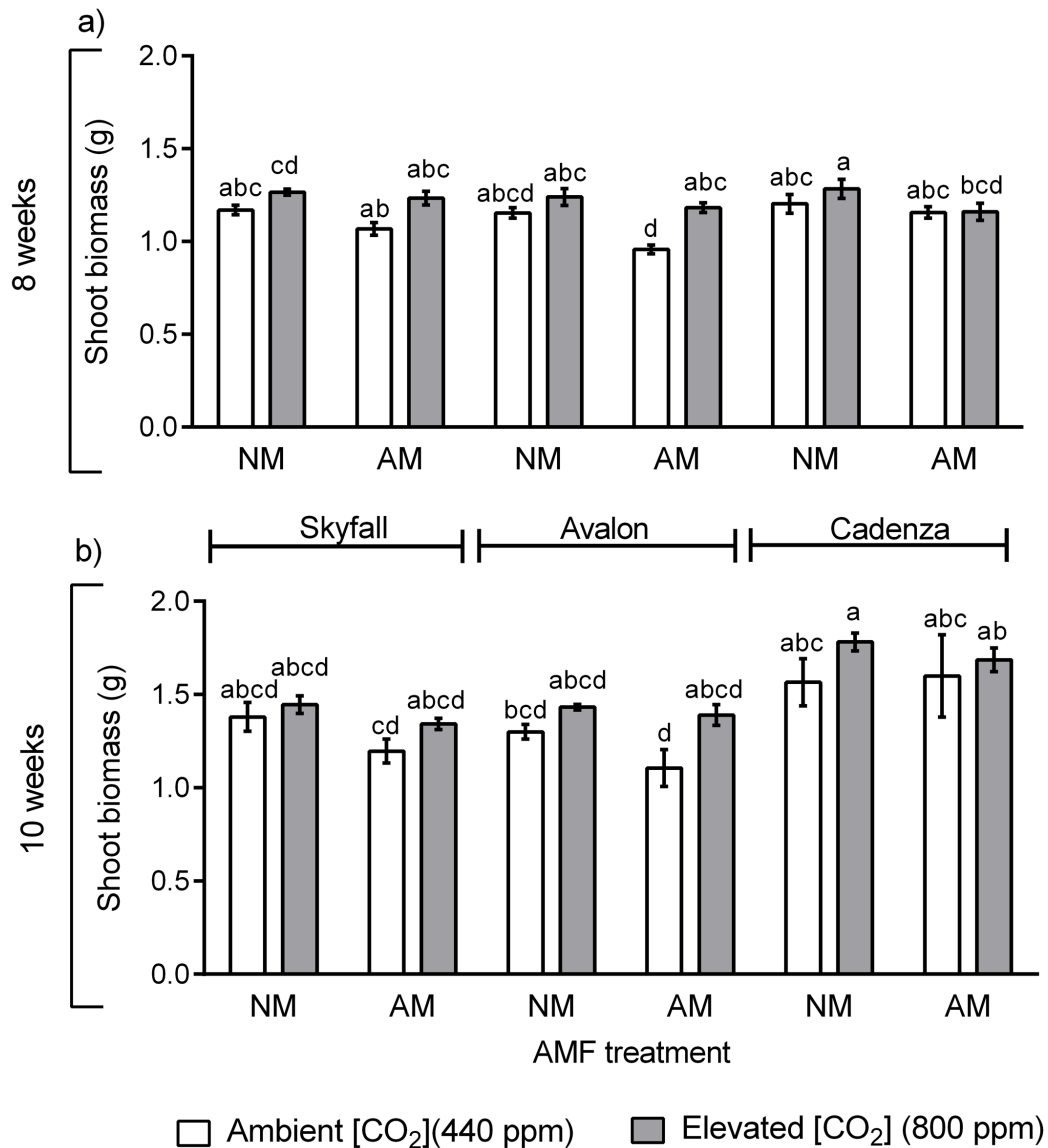 a)
8 weeks
Shoot biomass (g)
2.0
1.5
1.0
0.5
0.0
abc cd ab abc abcd abc d abc abc a abc bcd
NM AM NM AM NM AM
Skyfall Avalon Cadenza
b)
10 weeks
Shoot biomass (g)
2.0
1.5
1.0
0.5
0.0
abcd abcd cd abcd bcd abcd d abcd abc a abc ab
NM AM NM AM NM AM
AMF treatment
Ambient [CO₂](440 ppm) Elevated [CO₂] (800 ppm)